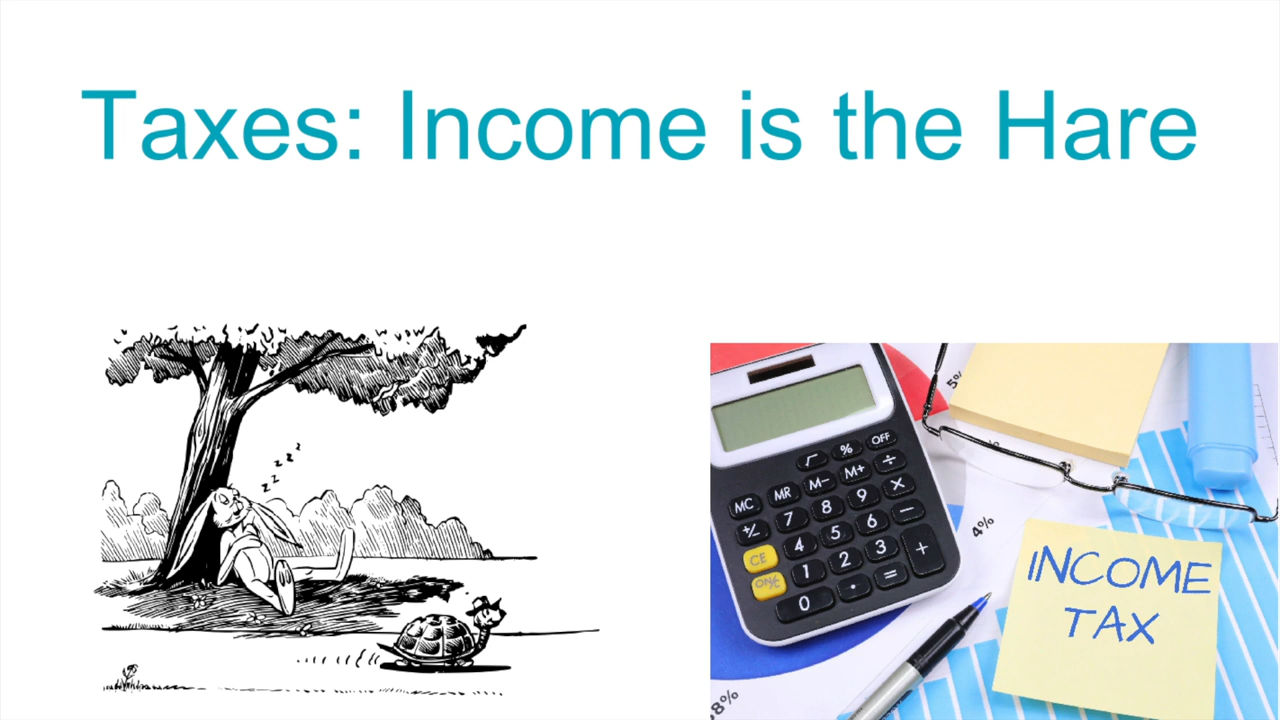 Taxes: Income is the Hare
z z z z z
5%
%
OFF
√
%
÷
MC
MR
M−
M+
×
+/−
7
8
9
−
CE
4
5
6
+
ON/C
1
2
3
0
.
=
4%
INCOME
TAX
8%